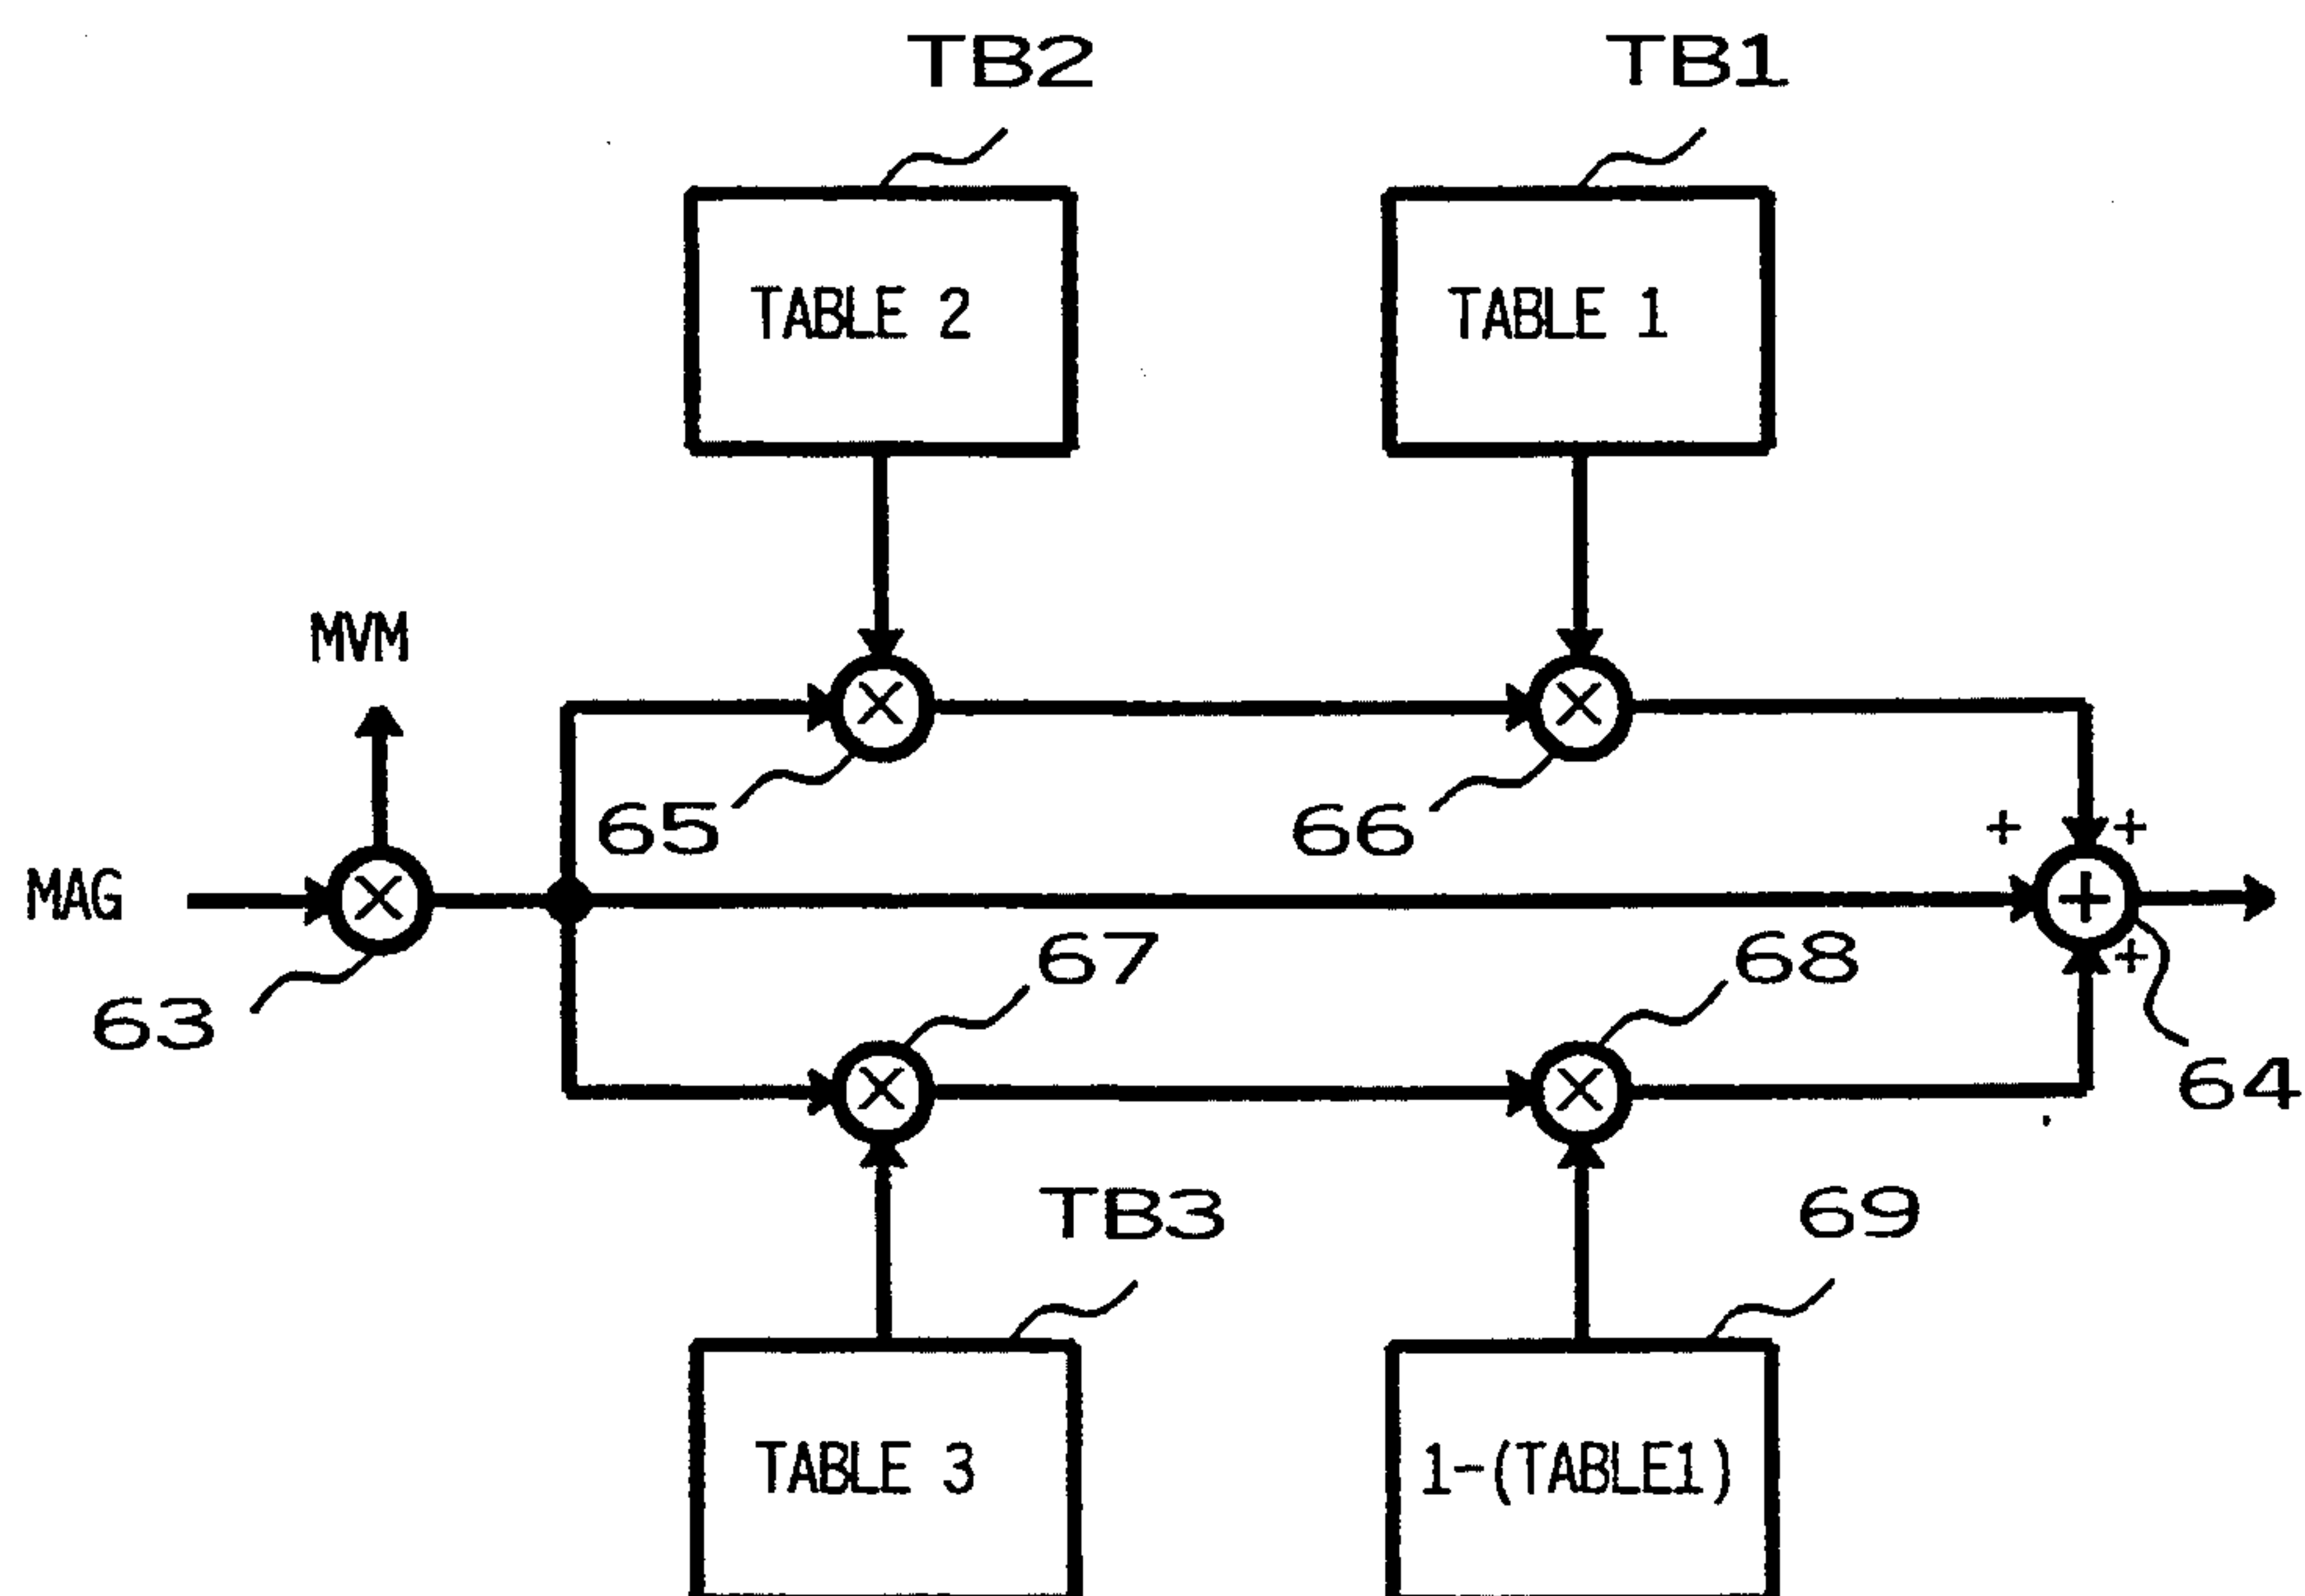 TB2
TB1
TABLE 2
TABLE 1
MVM
×
×
65
66
+
+
MAG
×
+
67
68
+
63
×
×
64
TB3
69
TABLE 3
1-(TABLE1)